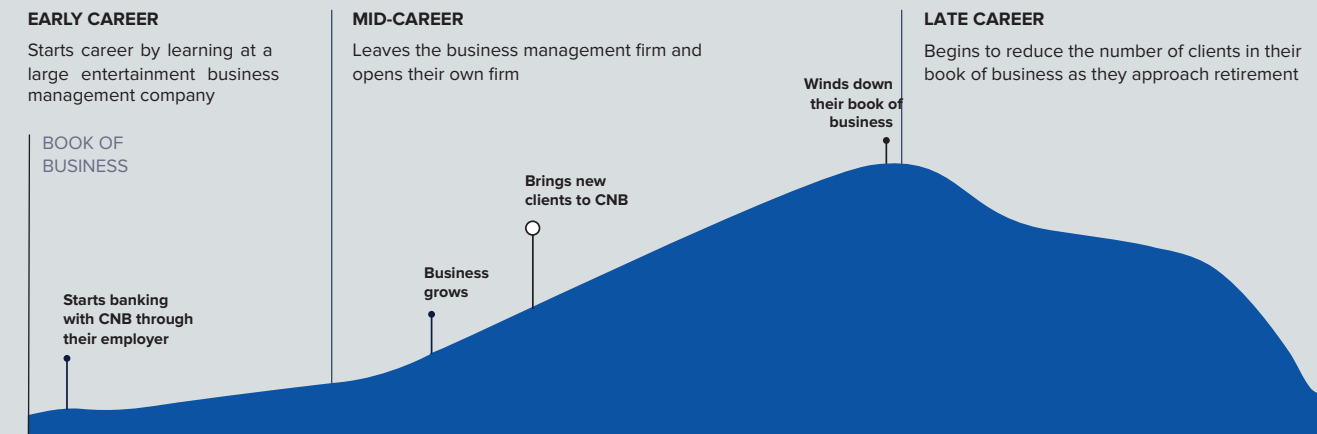 EARLY CAREER
Starts career by learning at a
large entertainment business
management company
MID-CAREER
Leaves the business management firm and
opens their own firm
LATE CAREER
Begins to reduce the number of clients in their
book of business as they approach retirement
BOOK OF
BUSINESS
Starts banking
with CNB through
their employer
Business
grows
Brings new
clients to CNB
Winds down
their book of
business